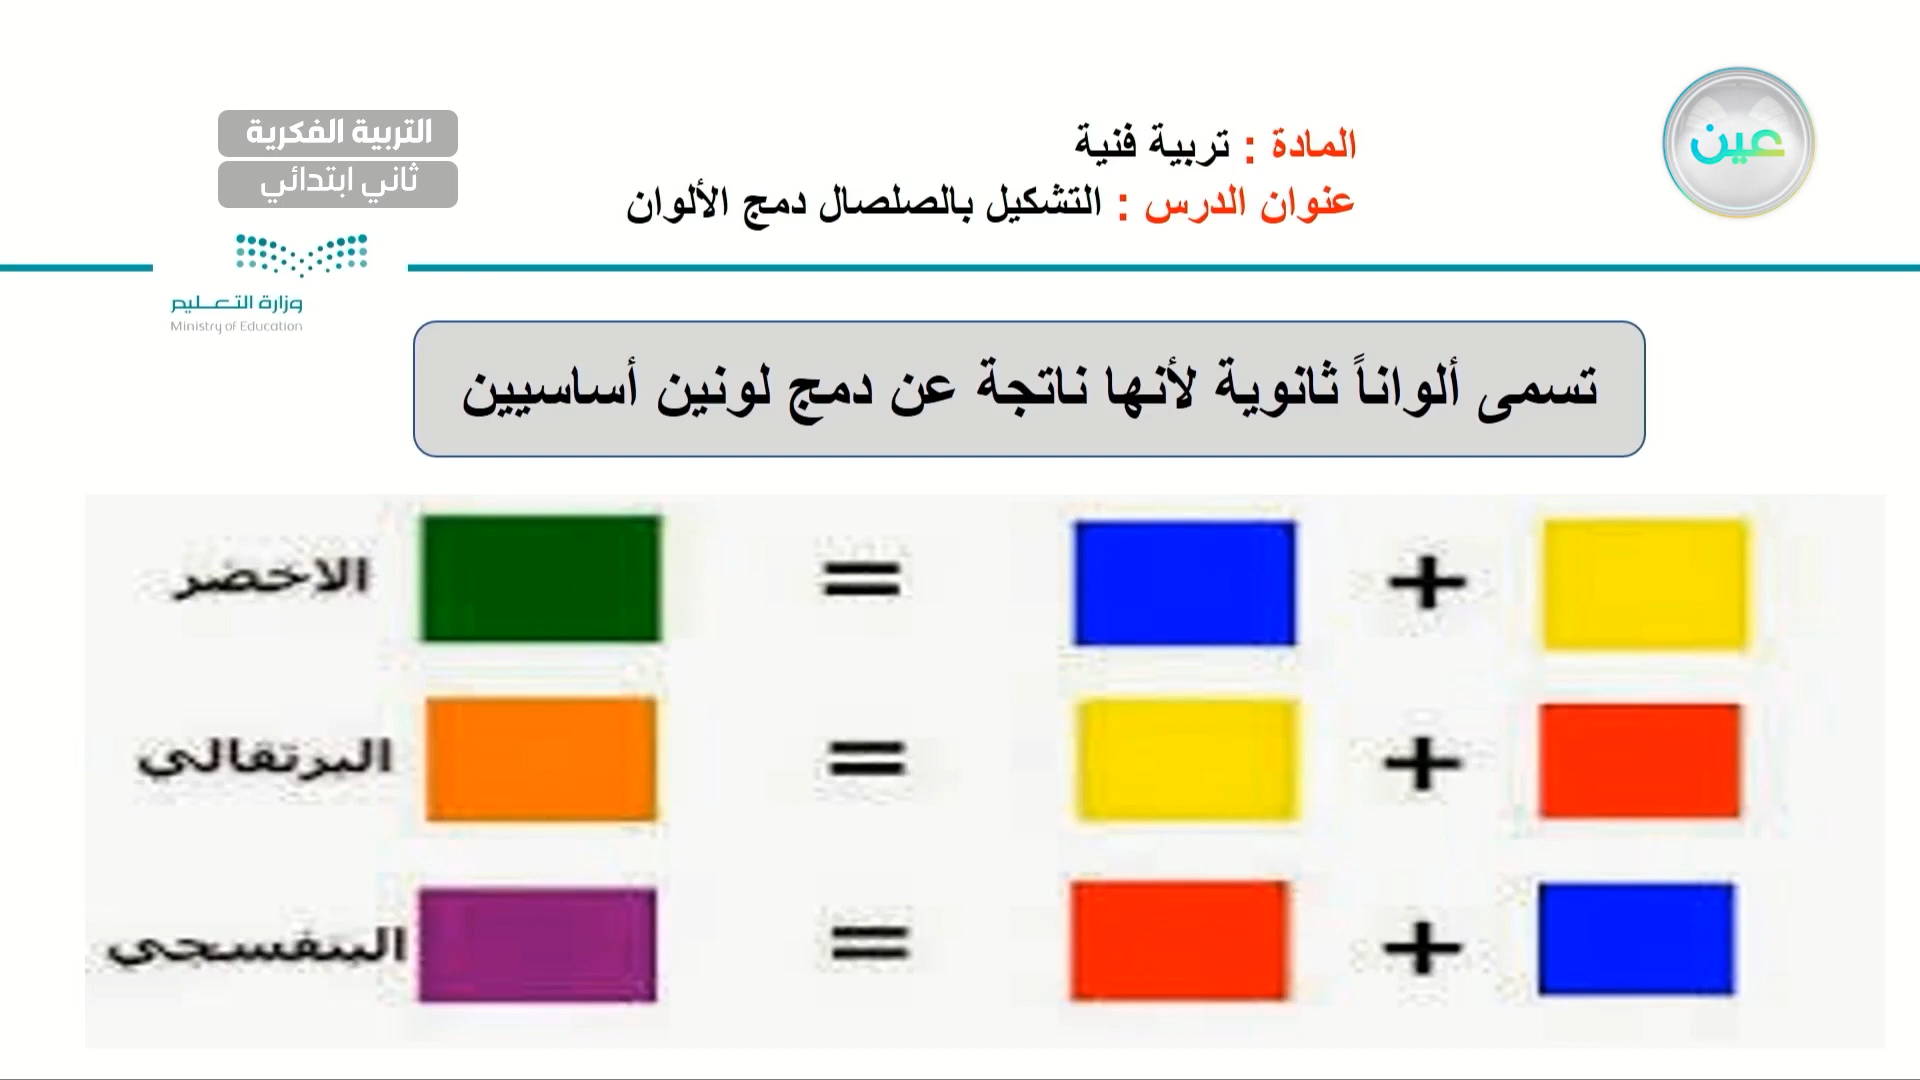 عين
المادة : تربية فنية
عنوان الدرس : التشكيل بالصلصال دمج الألوان
التربية الفكرية
ثاني ابتدائي
وزارة التعليم
Ministry of Education
تسمى ألواناً ثانوية لأنها ناتجة عن دمج لونين أساسيين
+ = الاخضر
+ = البرتقالي
+ = البنفسجي